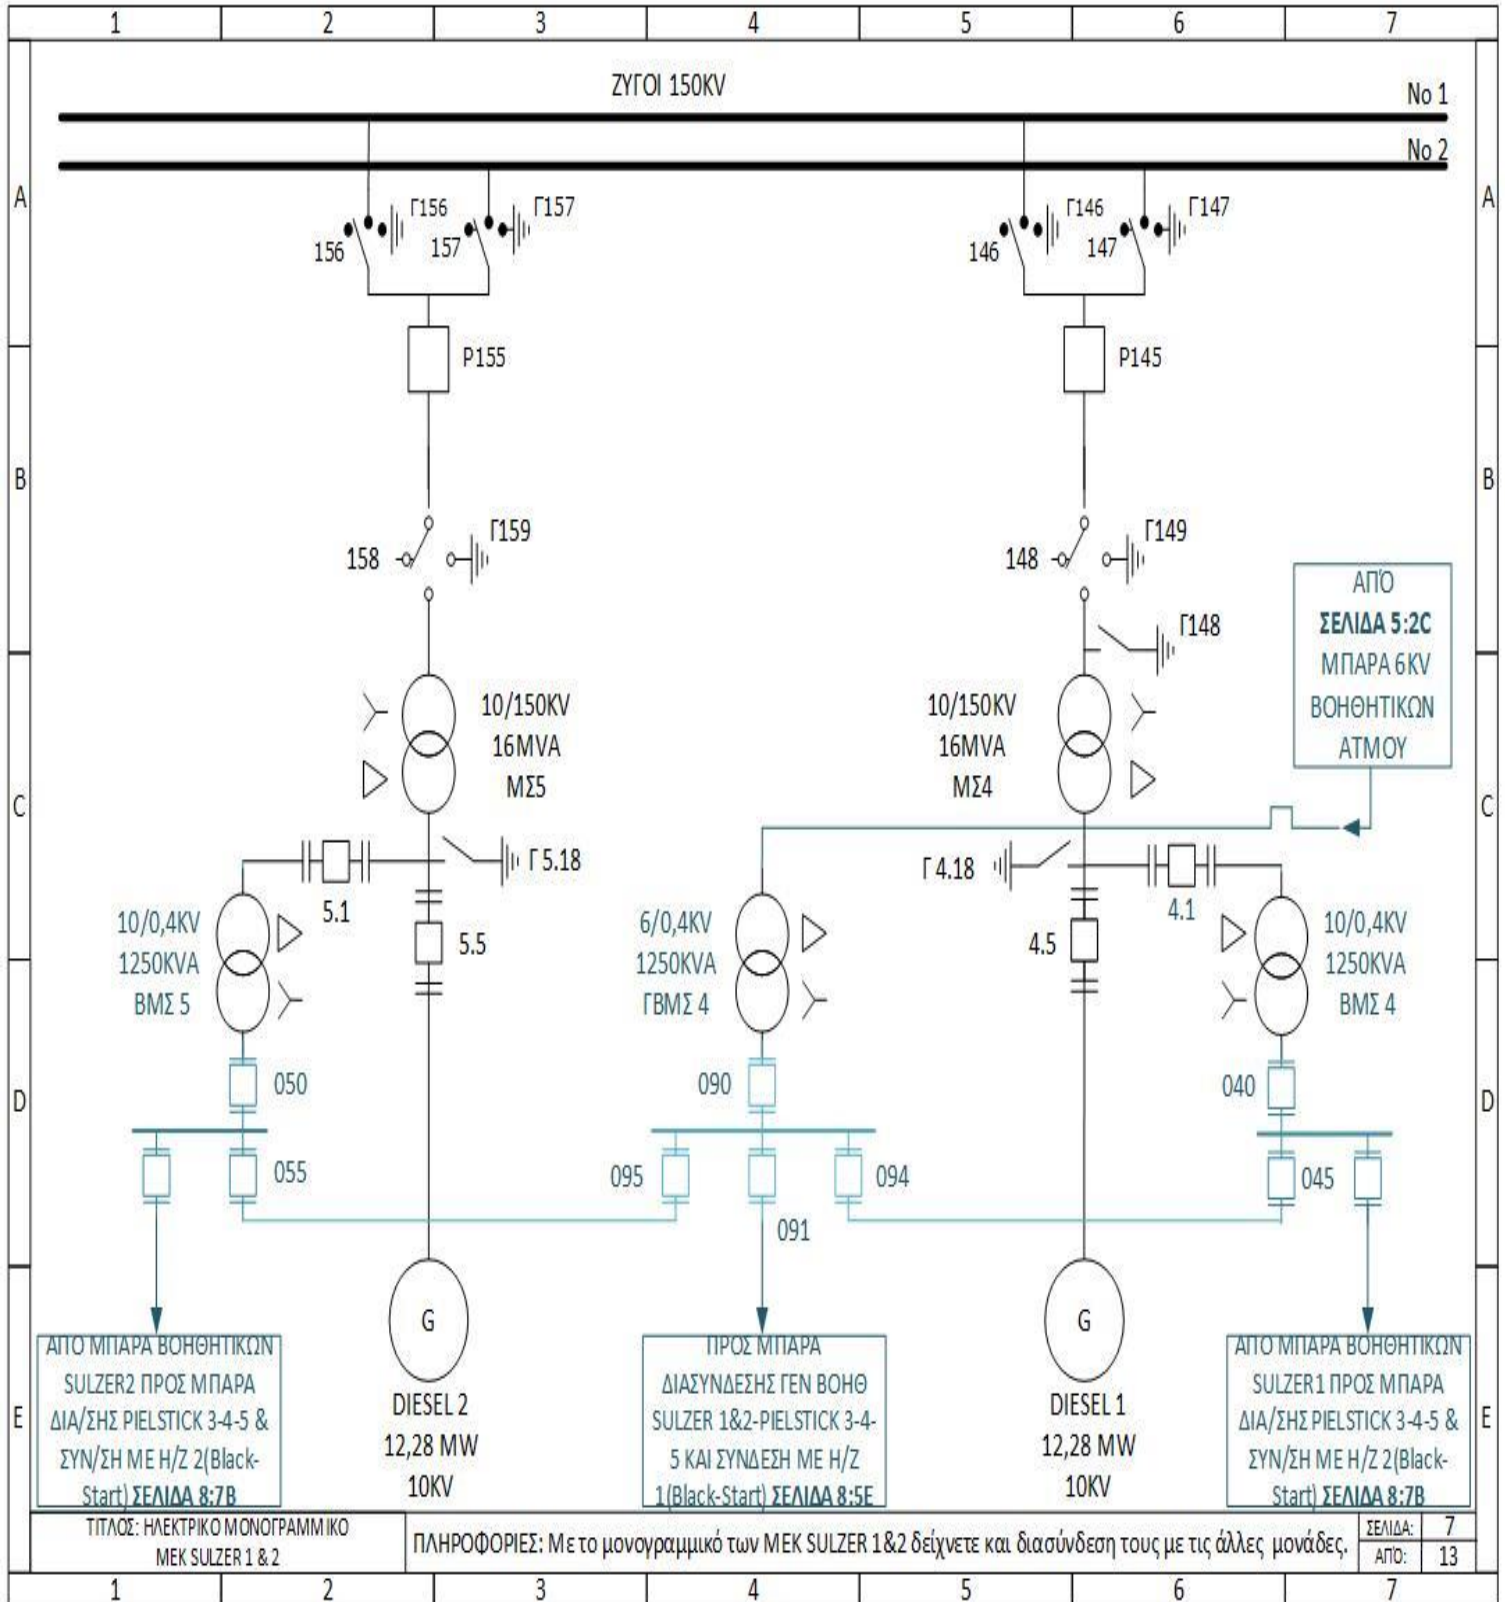 1 2 3 4 5 6 7
ΖΥΓΟΙ 150KV
No 1
No 2
A A
Γ156 Γ157 Γ146 Γ147
156 157 146 147
P155 P145
B B
Γ159 Γ149
158 148
Γ148
ΑΠΌ
ΣΕΛΙΔΑ 5:2C
ΜΠΑΡΑ 6KV
ΒΟΗΘΗΤΙΚΩΝ
ΑΤΜΟΥ
10/150KV
16MVA
ΜΣ5
10/150KV
16MVA
ΜΣ4
C C
Γ 5.18 Γ 4.18
5.1 4.1
5.5 4.5
10/0,4KV
1250KVA
ΒΜΣ 5
6/0,4KV
1250KVA
ΓΒΜΣ 4
10/0,4KV
1250KVA
ΒΜΣ 4
D D
050 090 040
055 095 094 045
091
G G
E E
ΑΠΟ ΜΠΑΡΑ ΒΟΗΘΗΤΙΚΩΝ
SULZER2 ΠΡΟΣ ΜΠΑΡΑ
ΔΙΑ/ΣΗΣ PIELSTICK 3-4-5 &
ΣΥΝ/ΣΗ ΜΕ Η/Ζ 2(Black-
Start) ΣΕΛΙΔΑ 8:7B
DIESEL 2
12,28 MW
10KV
ΠΡΟΣ ΜΠΑΡΑ
ΔΙΑΣΥΝΔΕΣΗΣ ΓΕΝ ΒΟΗΘ
SULZER 1&2-PIELSTICK 3-4-
5 ΚΑΙ ΣΥΝΔΕΣΗ ΜΕ Η/Ζ
1(Black-Start) ΣΕΛΙΔΑ 8:5E
DIESEL 1
12,28 MW
10KV
ΑΠΟ ΜΠΑΡΑ ΒΟΗΘΗΤΙΚΩΝ
SULZER1 ΠΡΟΣ ΜΠΑΡΑ
ΔΙΑ/ΣΗΣ PIELSTICK 3-4-5 &
ΣΥΝ/ΣΗ ΜΕ Η/Ζ 2(Black-
Start) ΣΕΛΙΔΑ 8:7B
ΤΙΤΛΟΣ: ΗΛΕΚΤΡΙΚΟ ΜΟΝΟΓΡΑΜΜΙΚΟ
ΜΕΚ SULZER 1 & 2
ΠΛΗΡΟΦΟΡΙΕΣ: Με το μονογραμμικό των ΜΕΚ SULZER 1&2 δείχνετε και διασύνδεση τους με τις άλλες μονάδες.
ΣΕΛΙΔΑ: 7
ΑΠΌ: 13
1 2 3 4 5 6 7